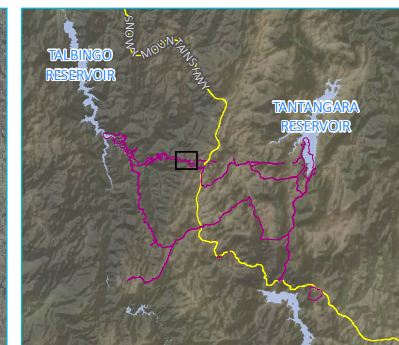 SNOWY MOUNTAINS HWY
TALBINGO
RESERVOIR
TANTANGARA
RESERVOIR